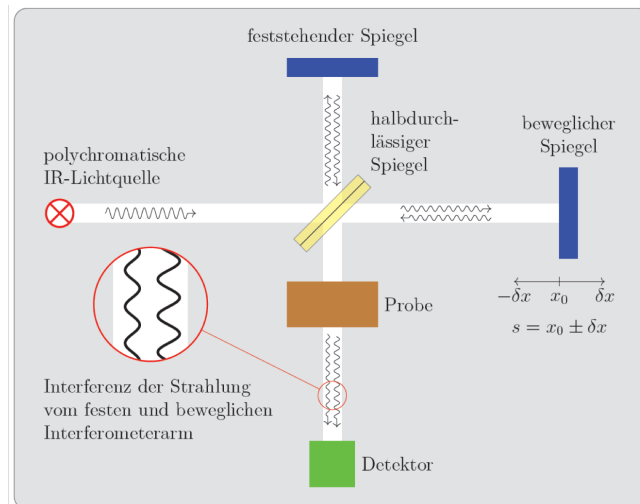 feststehender Spiegel
halbdurch-
lässiger
Spiegel
beweglicher
Spiegel
polychromatische
IR-Lichtquelle
−δx x₀ δx
s = x₀ ± δx
Probe
Interferenz der Strahlung
vom festen und beweglichen
Interferometerarm
Detektor